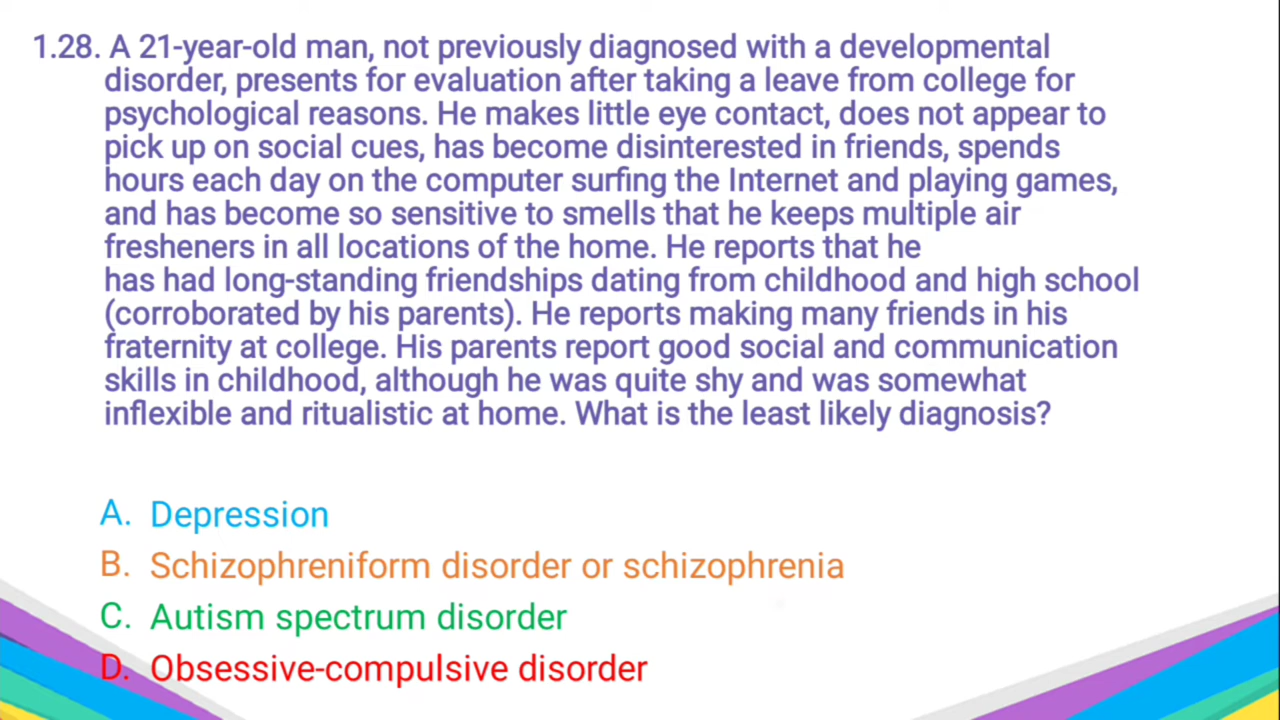 1.28. A 21-year-old man, not previously diagnosed with a developmental
disorder, presents for evaluation after taking a leave from college for
psychological reasons. He makes little eye contact, does not appear to
pick up on social cues, has become disinterested in friends, spends
hours each day on the computer surfing the Internet and playing games,
and has become so sensitive to smells that he keeps multiple air
fresheners in all locations of the home. He reports that he
has had long-standing friendships dating from childhood and high school
(corroborated by his parents). He reports making many friends in his
fraternity at college. His parents report good social and communication
skills in childhood, although he was quite shy and was somewhat
inflexible and ritualistic at home. What is the least likely diagnosis?
A. Depression
B. Schizophreniform disorder or schizophrenia
C. Autism spectrum disorder
D. Obsessive-compulsive disorder